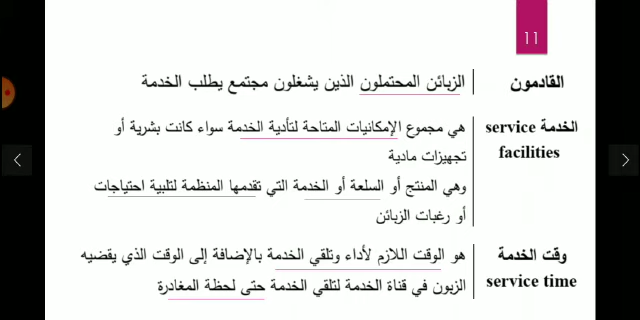 11
القادمون
الزبائن المحتملون الذين يشغلون مجتمع يطلب الخدمة
الخدمة service
facilities
هي مجموع الإمكانيات المتاحة لتأدية الخدمة سواء كانت بشرية أو
تجهيزات مادية
وهي المنتج أو السلعة أو الخدمة التي تقدمها المنظمة لتلبية احتياجات
أو رغبات الزبائن
وقت الخدمة
service time
هو الوقت اللازم لأداء وتلقي الخدمة بالإضافة إلى الوقت الذي يقضيه
الزبون في قناة الخدمة لتلقي الخدمة حتى لحظة المغادرة